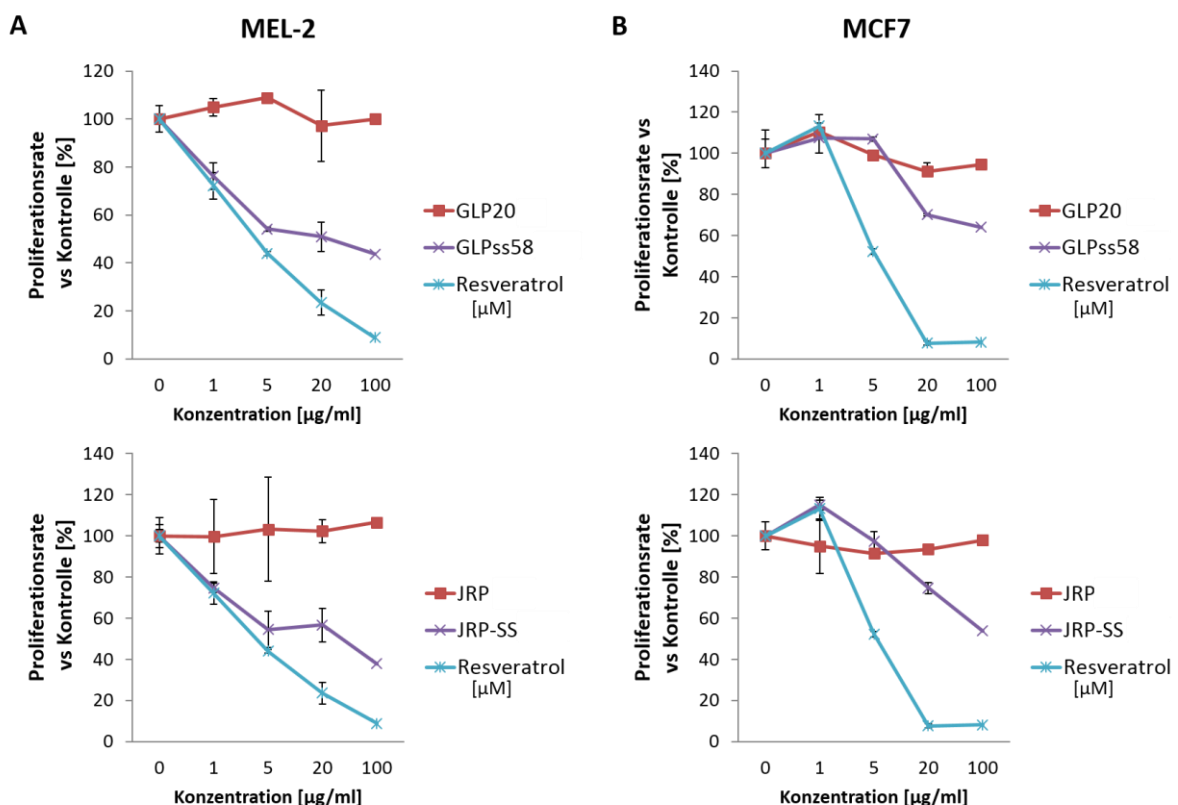 A
MEL-2
120
100
80
60
40
20
0
Proliferationsrate
vs Kontrolle [%]
0 1 5 20 100
Konzentration [µg/ml]
GLP20
GLPss58
Resveratrol
[µM]
B
MCF7
140
120
100
80
60
40
20
0
Proliferationsrate vs
Kontrolle [%]
0 1 5 20 100
Konzentration [µg/ml]
GLP20
GLPss58
Resveratrol
[µM]
140
120
100
80
60
40
20
0
Proliferationsrate
vs Kontrolle [%]
0 1 5 20 100
Konzentration [µg/ml]
JRP
JRP-SS
Resveratrol
[µM]
140
120
100
80
60
40
20
0
Proliferationsrate
vs Kontrolle [%]
0 1 5 20 100
Konzentration [µg/ml]
JRP
JRP-SS
Resveratrol
[µM]